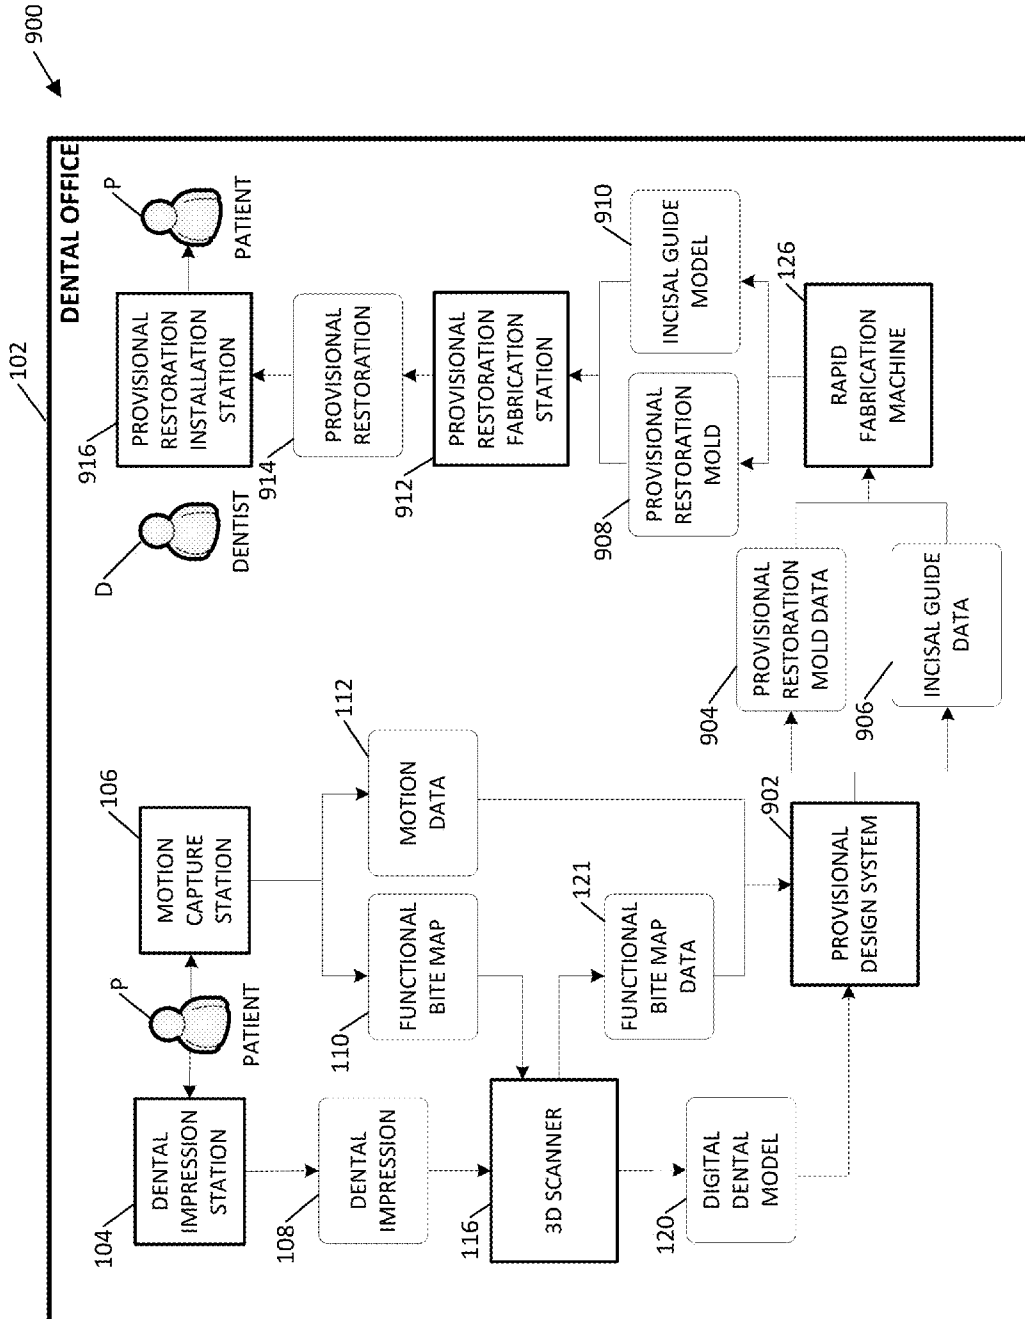 900
102
DENTAL OFFICE
104
DENTAL
IMPRESSION
STATION
P
PATIENT
106
MOTION
CAPTURE
STATION
D
DENTIST
916
PROVISIONAL
RESTORATION
INSTALLATION
STATION
P
PATIENT
108
DENTAL
IMPRESSION
110
FUNCTIONAL
BITE MAP
112
MOTION
DATA
914
PROVISIONAL
RESTORATION
116
3D SCANNER
912
PROVISIONAL
RESTORATION
FABRICATION
STATION
121
FUNCTIONAL
BITE MAP
DATA
908
PROVISIONAL
RESTORATION
MOLD
910
INCISAL GUIDE
MODEL
120
DIGITAL
DENTAL
MODEL
902
PROVISIONAL
DESIGN SYSTEM
904
PROVISIONAL
RESTORATION
MOLD DATA
906
INCISAL GUIDE
DATA
126
RAPID
FABRICATION
MACHINE